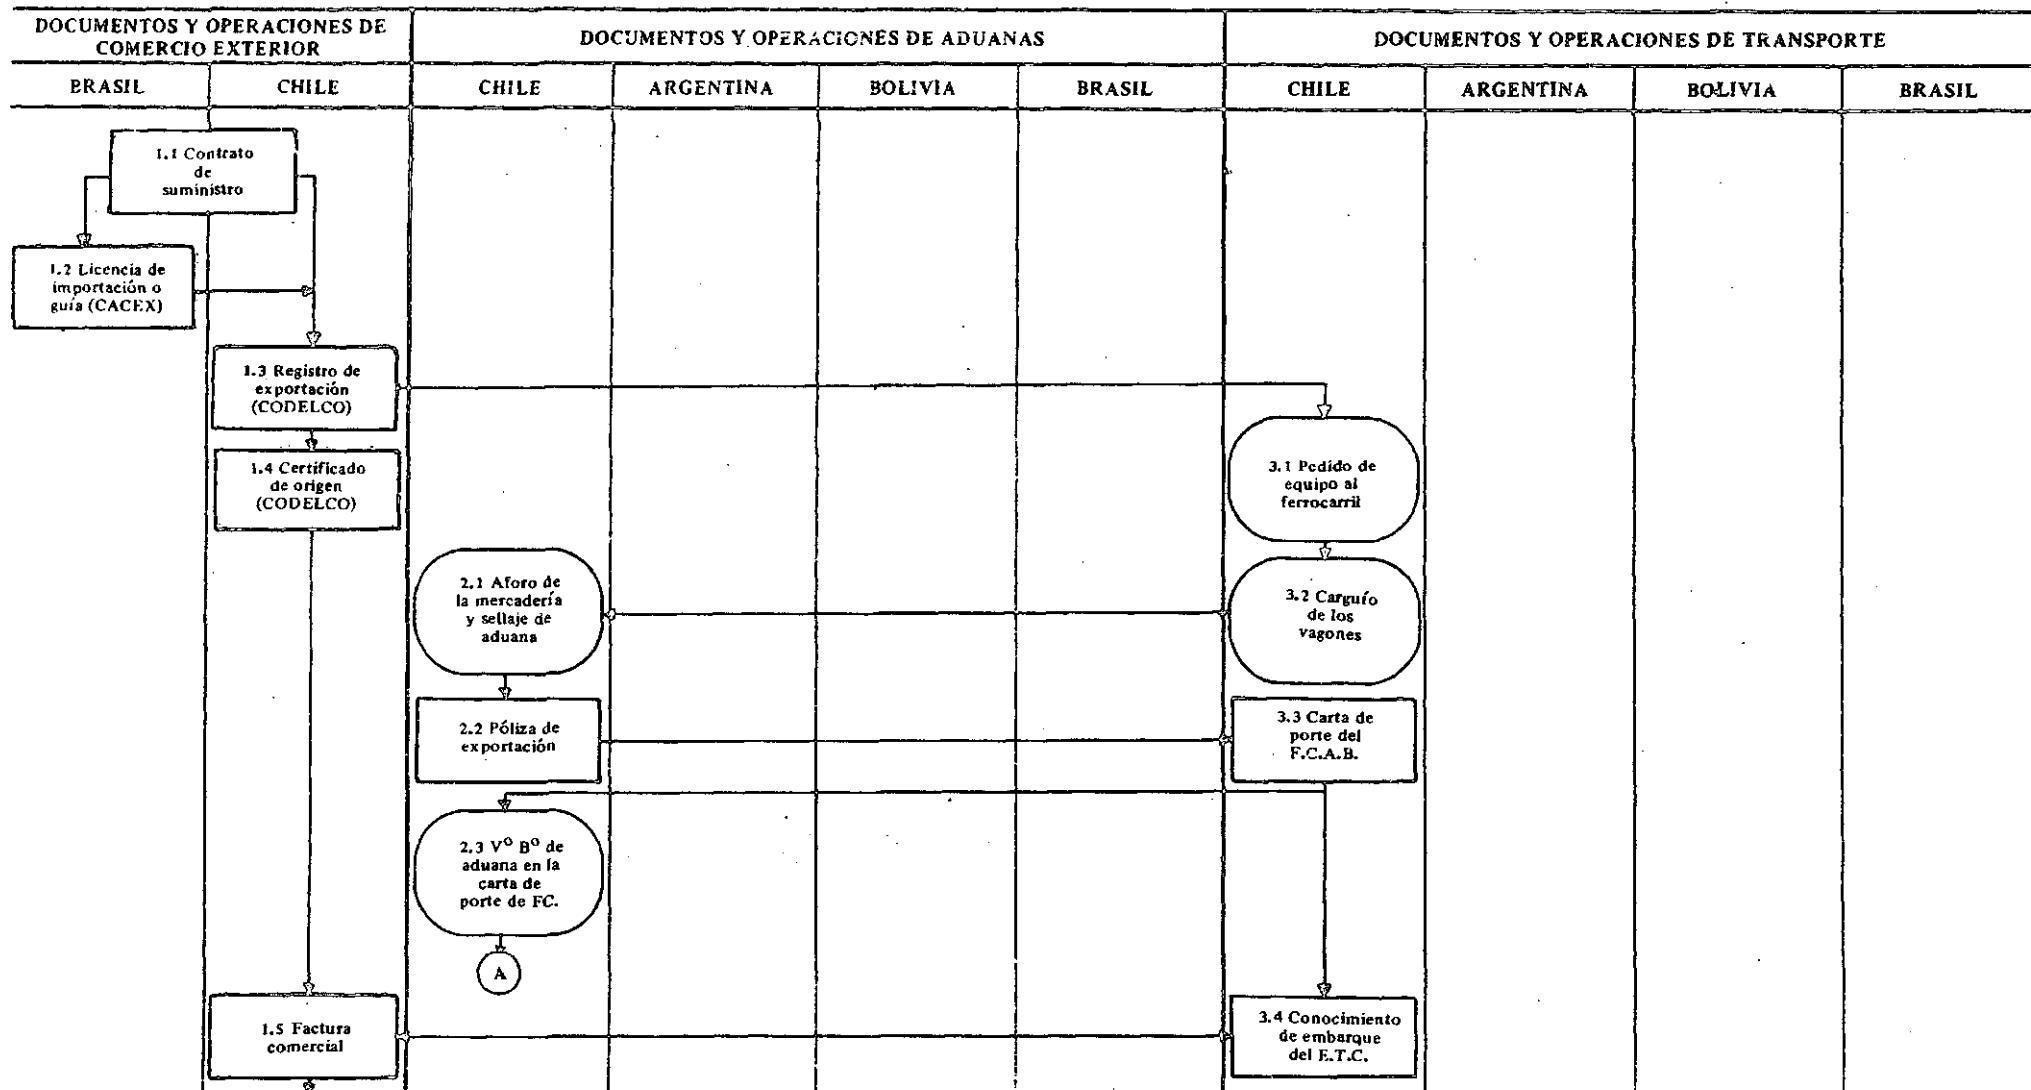 DOCUMENTOS Y OPERACIONES DE
COMERCIO EXTERIOR
DOCUMENTOS Y OPERACIONES DE ADUANAS
DOCUMENTOS Y OPERACIONES DE TRANSPORTE
BRASIL
CHILE
CHILE
ARGENTINA
BOLIVIA
BRASIL
CHILE
ARGENTINA
BOLIVIA
BRASIL
1.1 Contrato
de
suministro
1.2 Licencia de
importación o
guía (CACEX)
1.3 Registro de
exportación
(CODELCO)
1.4 Certificado
de origen
(CODELCO)
3.1 Pedido de
equipo al
ferrocarril
2.1 Aforo de
la mercadería
y sellaje de
aduana
3.2 Carguío
de los
vagones
2.2 Póliza de
exportación
3.3 Carta de
porte del
F.C.A.B.
2.3 Vº Bº de
aduana en la
carta de
porte de FC.
A
1.5 Factura
comercial
3.4 Conocimiento
de embarque
del E.T.C.